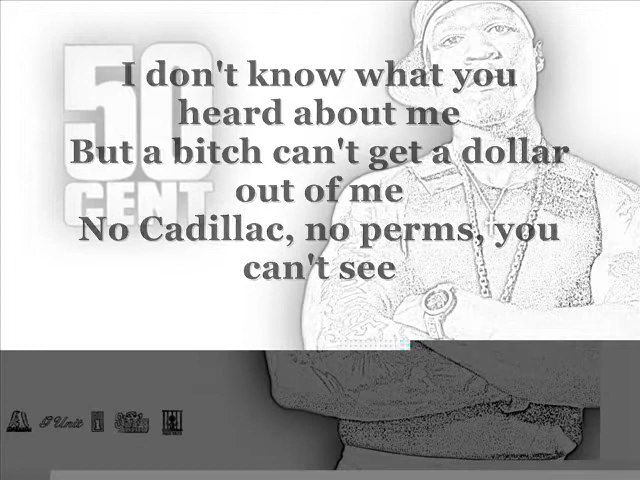 50
CENT
I don't know what you
heard about me
But a bitch can't get a dollar
out of me
No Cadillac, no perms, you
can't see
G Unit